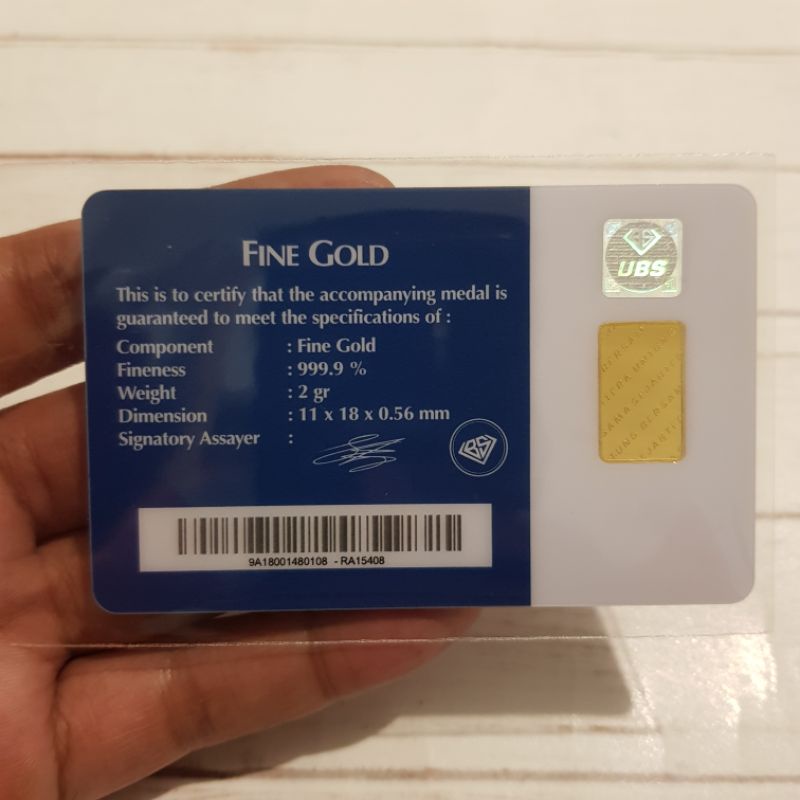 FINE GOLD
This is to certify that the accompanying medal is
guaranteed to meet the specifications of :
Component : Fine Gold
Fineness : 999.9 %
Weight : 2 gr
Dimension : 11 x 18 x 0.56 mm
Signatory Assayer :
UBS
9A18001480108 - RA15408
UBS